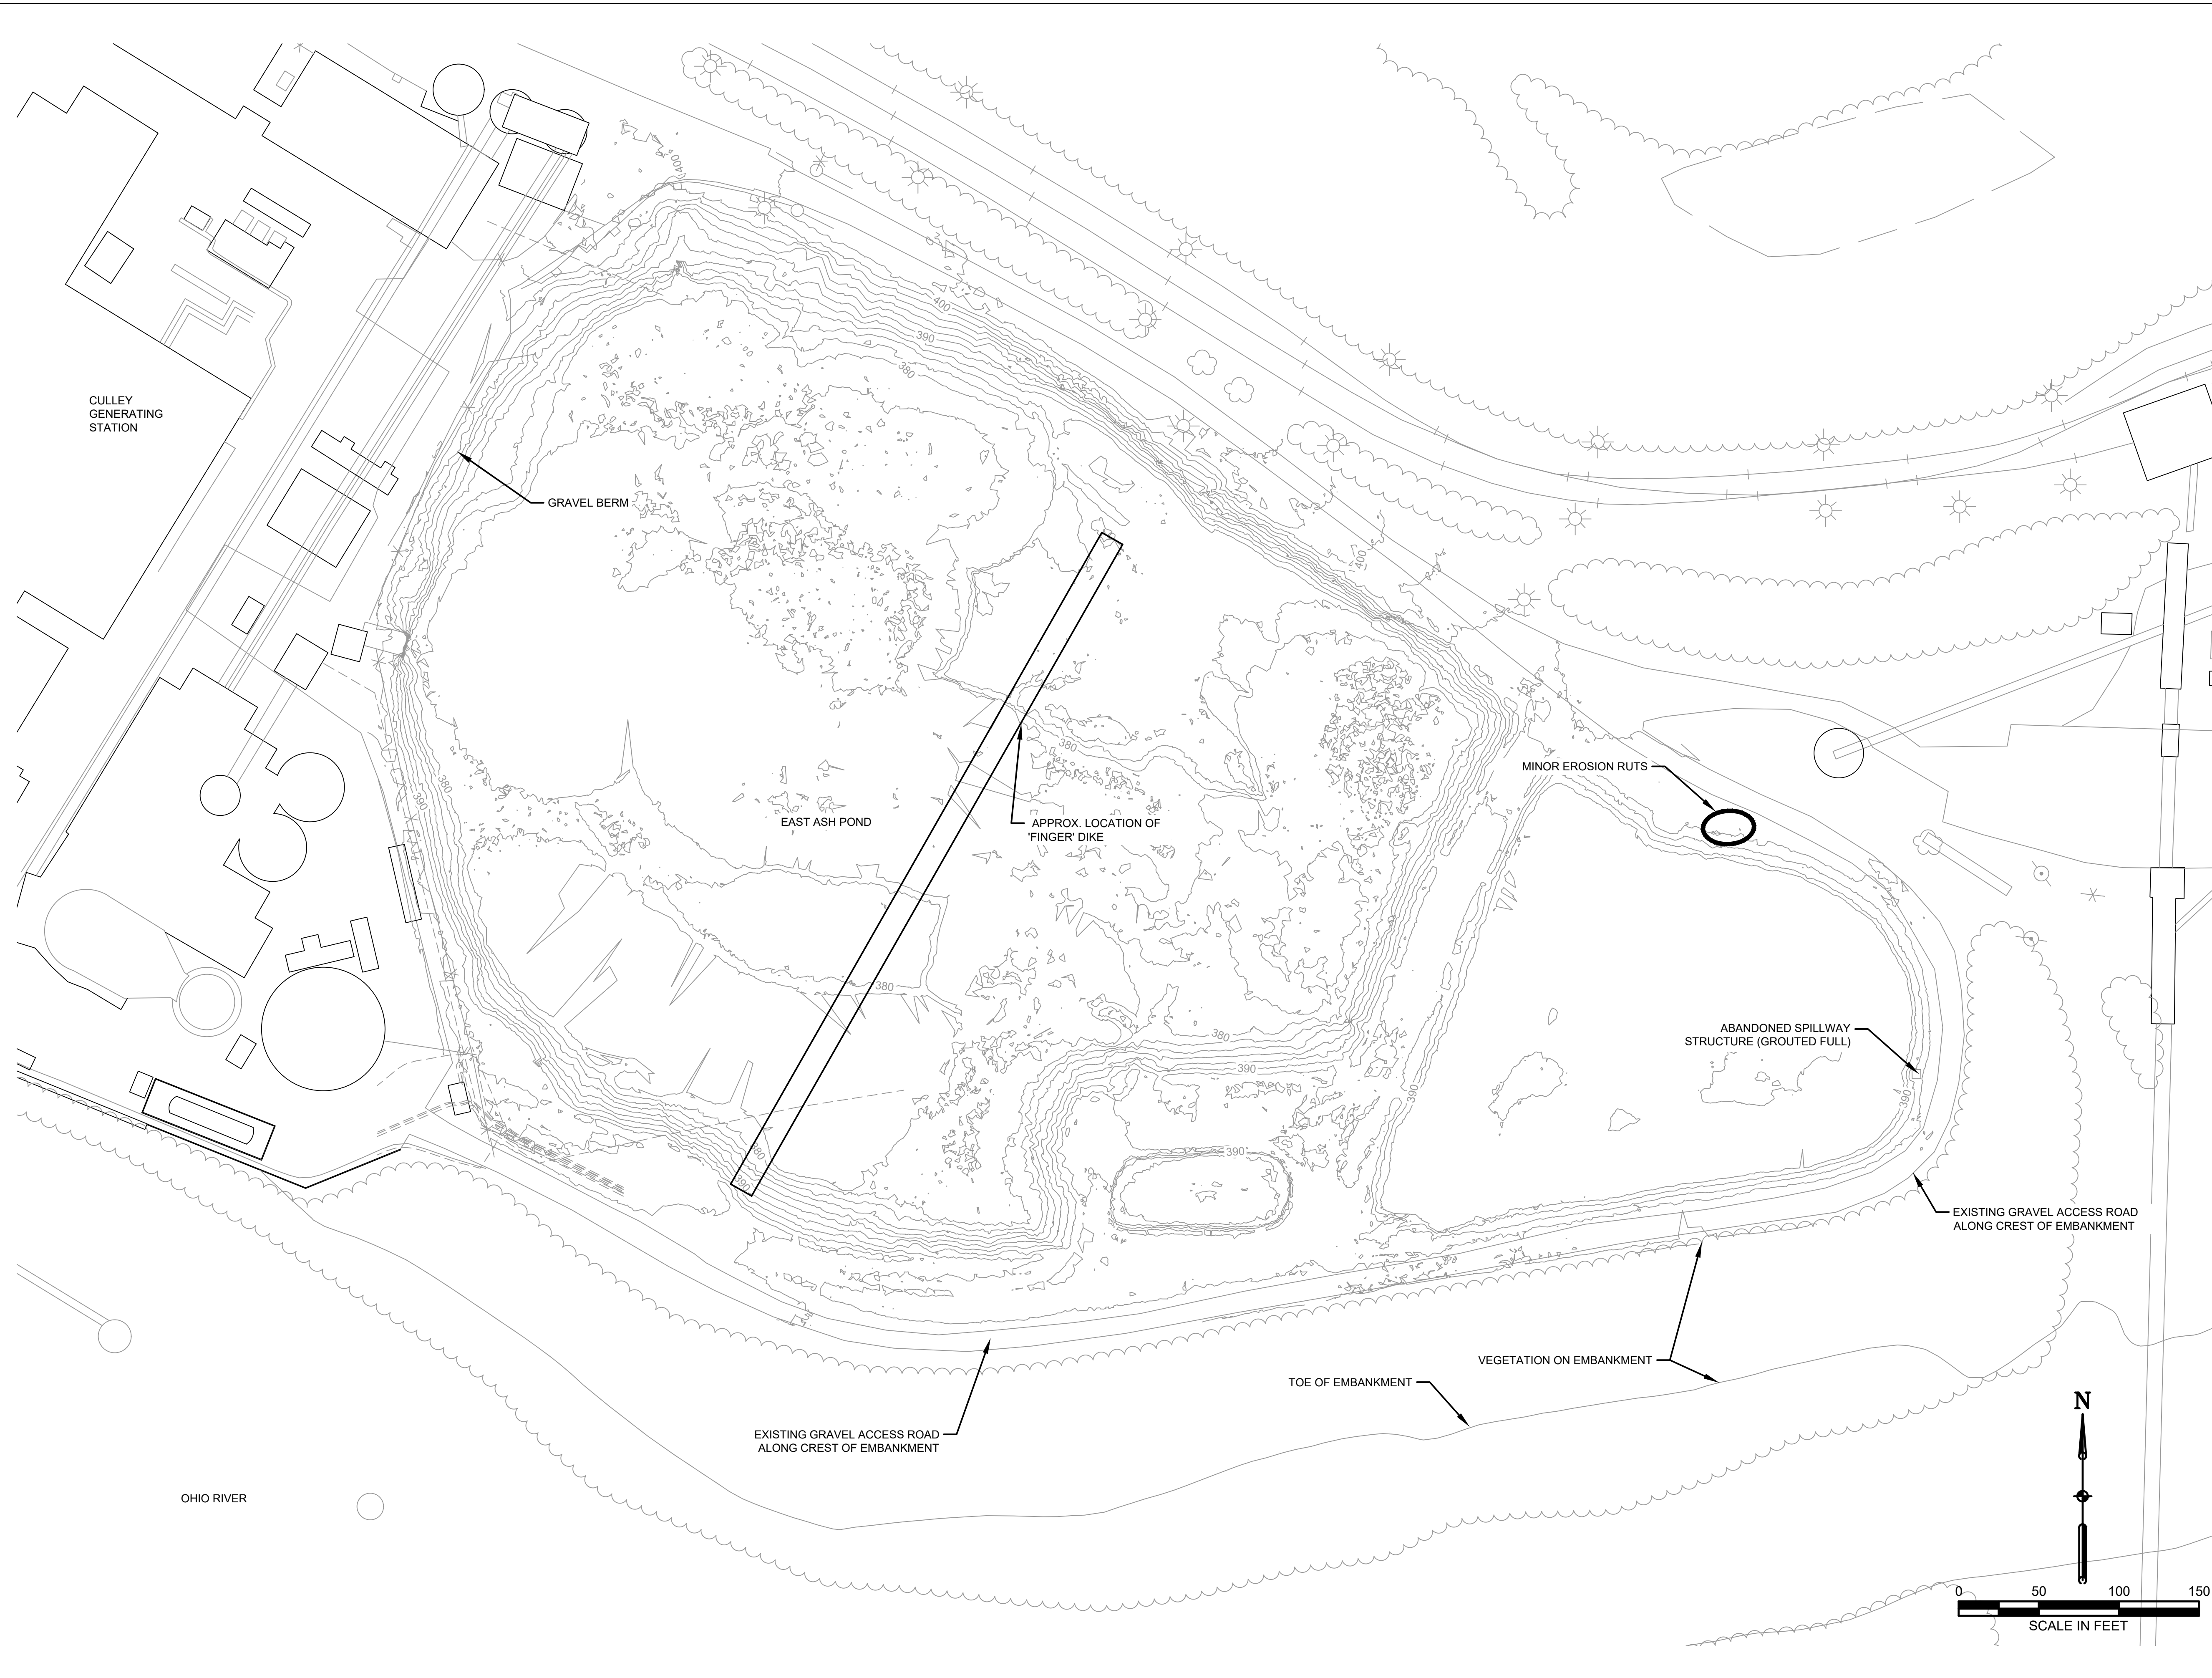 400
400
390
380
CULLEY
GENERATING
STATION
GRAVEL BERM
400
380
MINOR EROSION RUTS
380
390
EAST ASH POND
APPROX. LOCATION OF
'FINGER' DIKE
380
380
ABANDONED SPILLWAY
STRUCTURE (GROUTED FULL)
390
390
390
380
390
390
EXISTING GRAVEL ACCESS ROAD
ALONG CREST OF EMBANKMENT
VEGETATION ON EMBANKMENT
TOE OF EMBANKMENT
N
EXISTING GRAVEL ACCESS ROAD
ALONG CREST OF EMBANKMENT
OHIO RIVER
0 50 100 150
SCALE IN FEET